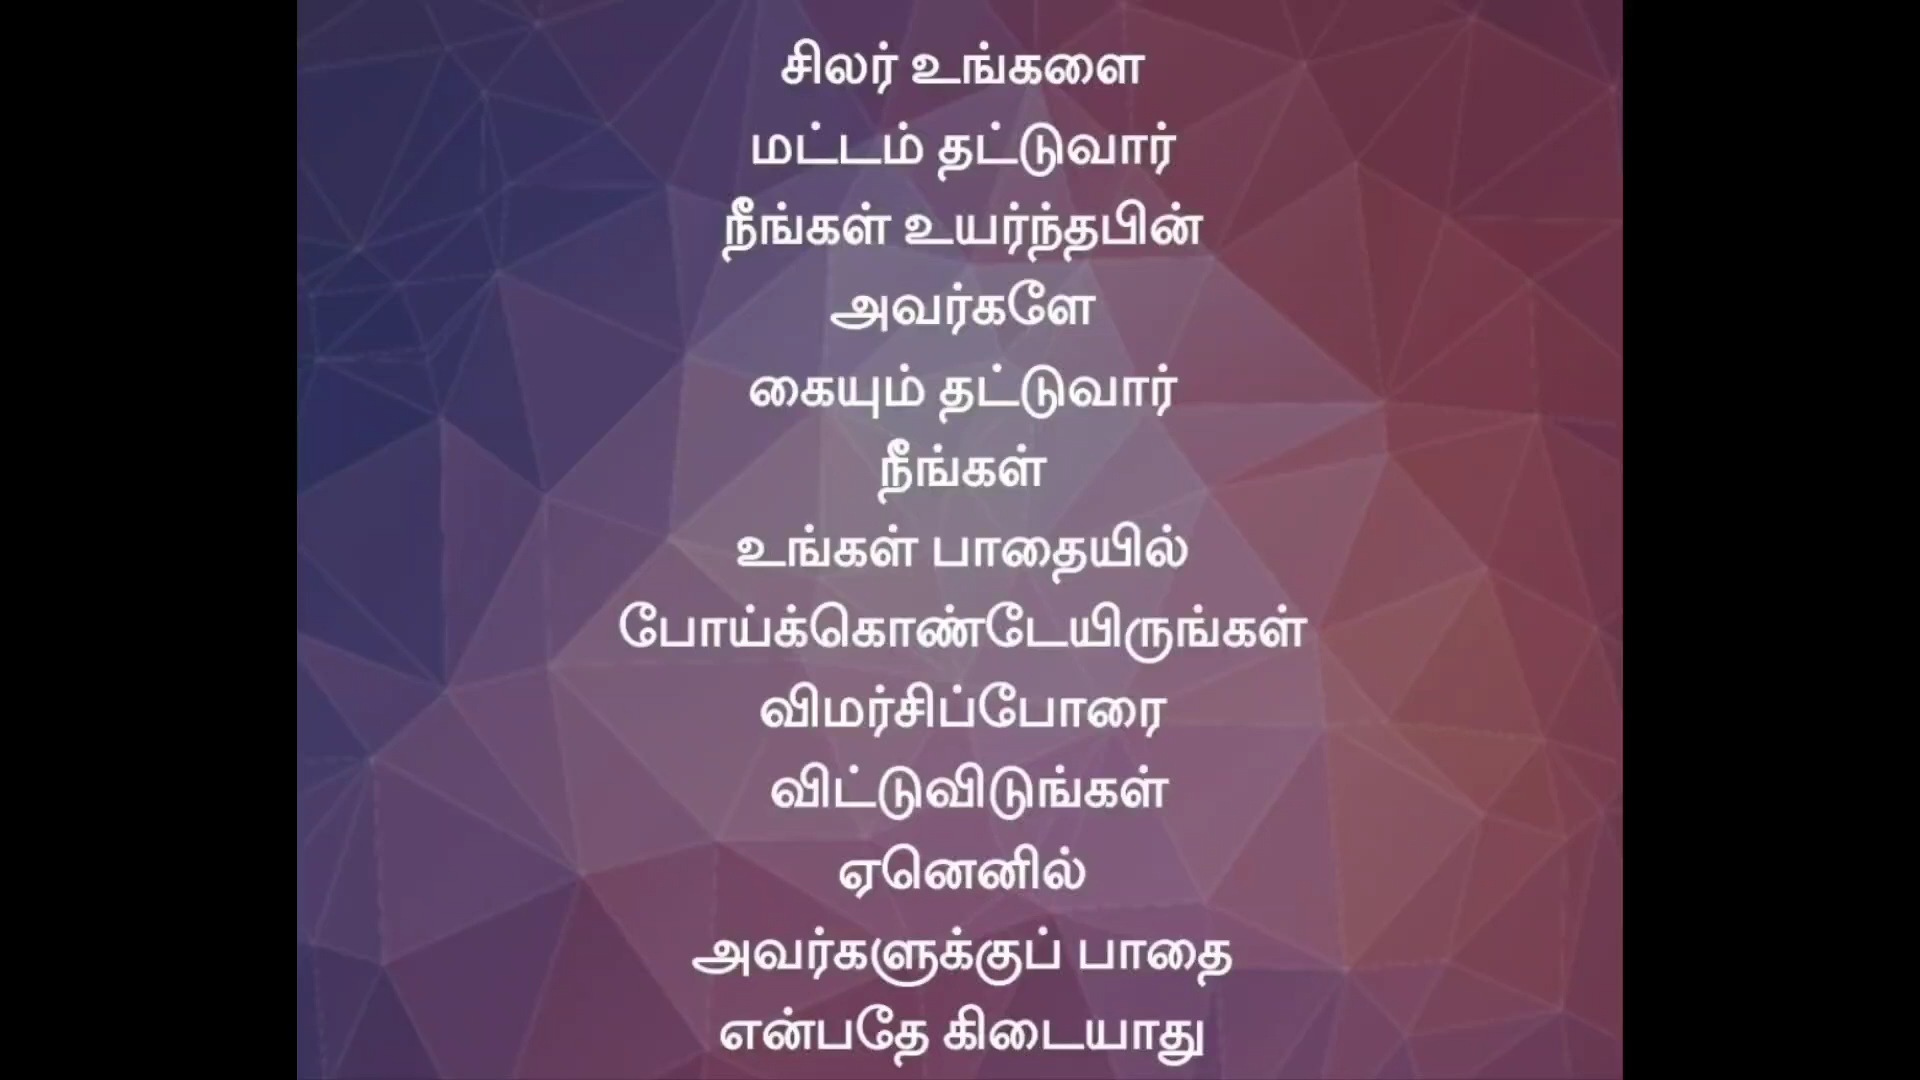 சிலர் உங்களை
மட்டம் தட்டுவார்
நீங்கள் உயர்ந்தபின்
அவர்களே
கையும் தட்டுவார்
நீங்கள்
உங்கள் பாதையில்
போய்க்கொண்டேயிருங்கள்
விமர்சிப்போரை
விட்டுவிடுங்கள்
ஏனெனில்
அவர்களுக்குப் பாதை
என்பதே கிடையாது